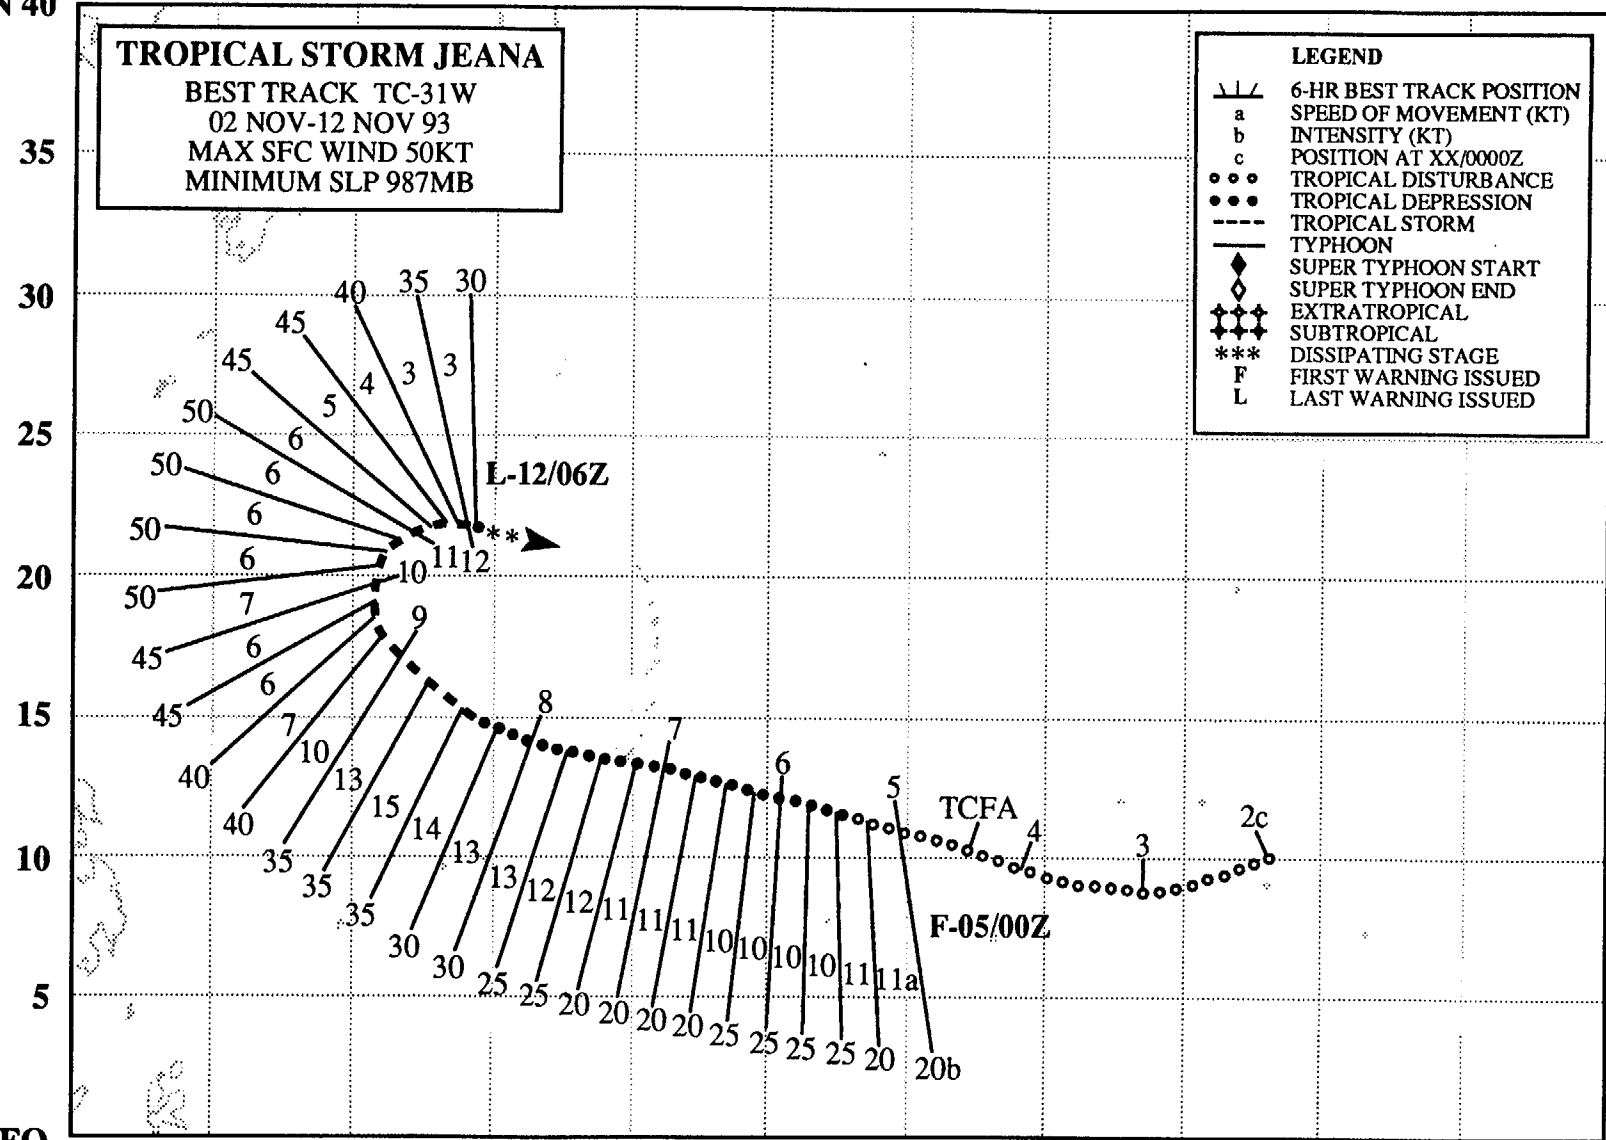 N 40
TROPICAL STORM JEANA
BEST TRACK TC-31W
02 NOV-12 NOV 93
MAX SFC WIND 50KT
MINIMUM SLP 987MB
LEGEND
6-HR BEST TRACK POSITION
a SPEED OF MOVEMENT (KT)
b INTENSITY (KT)
c POSITION AT XX/0000Z
TROPICAL DISTURBANCE
TROPICAL DEPRESSION
TROPICAL STORM
TYPHOON
SUPER TYPHOON START
SUPER TYPHOON END
EXTRATROPICAL
SUBTROPICAL
*** DISSIPATING STAGE
F FIRST WARNING ISSUED
L LAST WARNING ISSUED
35
30
25
20
15
10
5
EQ
30
35
40
45
45
50
50
50
50
45
45
40
40
35
35
35
30
30
25
25
20
20
20
20
25
25
25
25
20
20b
3
3
4
5
6
6
6
6
7
6
6
7
10
13
15
14
13
13
12
12
11
11
11
10
10
10
10
11
11a
L-12/06Z
**
12
11
10
9
8
7
6
5
TCFA
4
3
2c
F-05/00Z